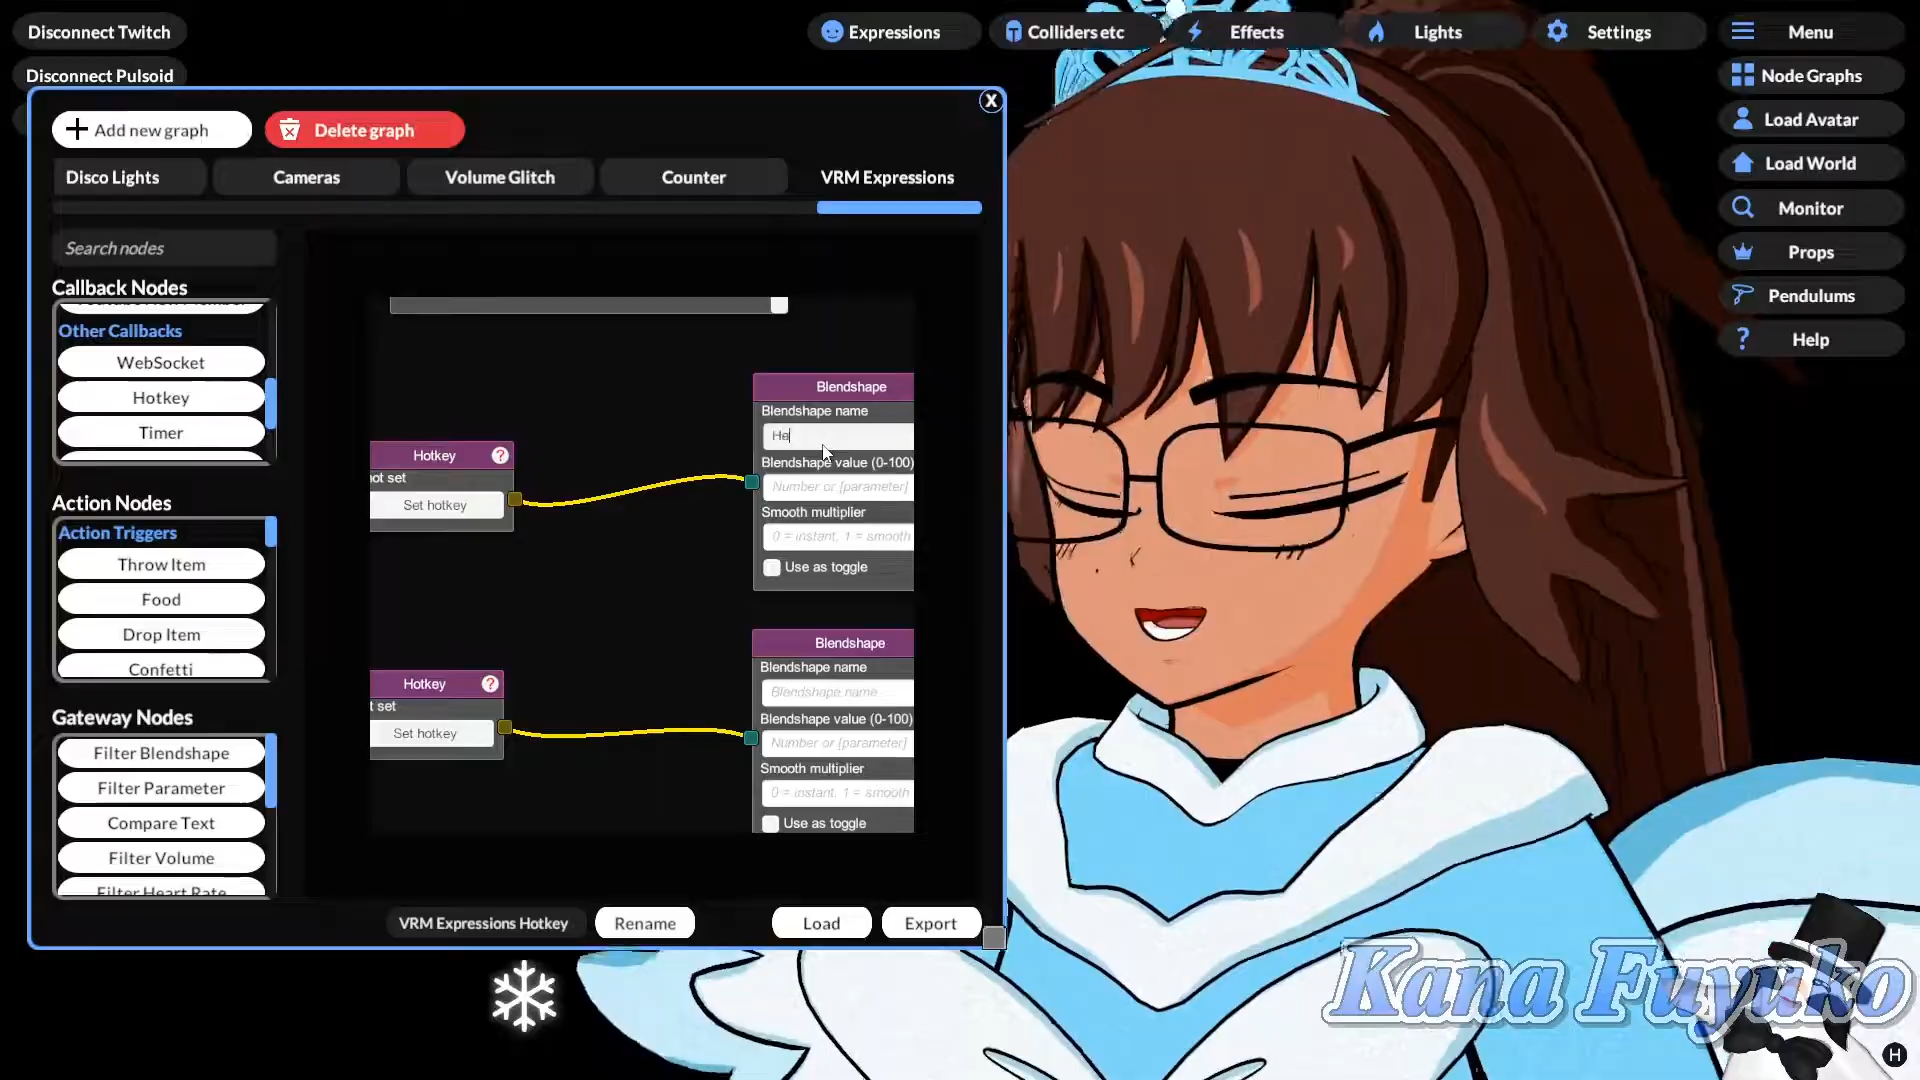 Disconnect Twitch
Expressions
Colliders etc
Effects
Lights
Settings
Menu
Disconnect Pulsoid
Node Graphs
Load Avatar
Load World
Monitor
Props
Pendulums
Help
X
Add new graph
Delete graph
Disco Lights
Cameras
Volume Glitch
Counter
VRM Expressions
Search nodes
Callback Nodes
Other Callbacks
WebSocket
Hotkey
Timer
Action Nodes
Action Triggers
Throw Item
Food
Drop Item
Confetti
Gateway Nodes
Filter Blendshape
Filter Parameter
Compare Text
Filter Volume
Filter Heart Rate
Hotkey
?
not set
Set hotkey
Blendshape
Blendshape name
He
Blendshape value (0-100)
Number or [parameter]
Smooth multiplier
0 = instant, 1 = smooth
Use as toggle
Hotkey
?
t set
Set hotkey
Blendshape
Blendshape name
Blendshape name
Blendshape value (0-100)
Number or [parameter]
Smooth multiplier
0 = instant, 1 = smooth
Use as toggle
VRM Expressions Hotkey
Rename
Load
Export
Kana Fuyuko
H